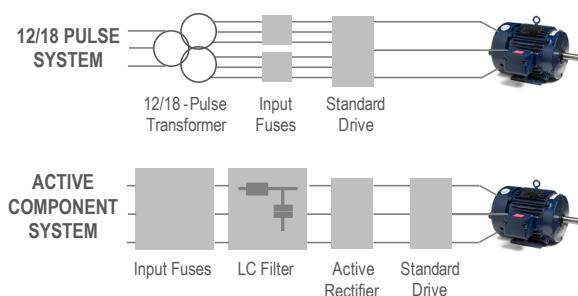 12/18 PULSE
SYSTEM
12/18 -Pulse
Transformer
Input
Fuses
Standard
Drive
ACTIVE
COMPONENT
SYSTEM
Input Fuses
LC Filter
Active
Rectifier
Standard
Drive